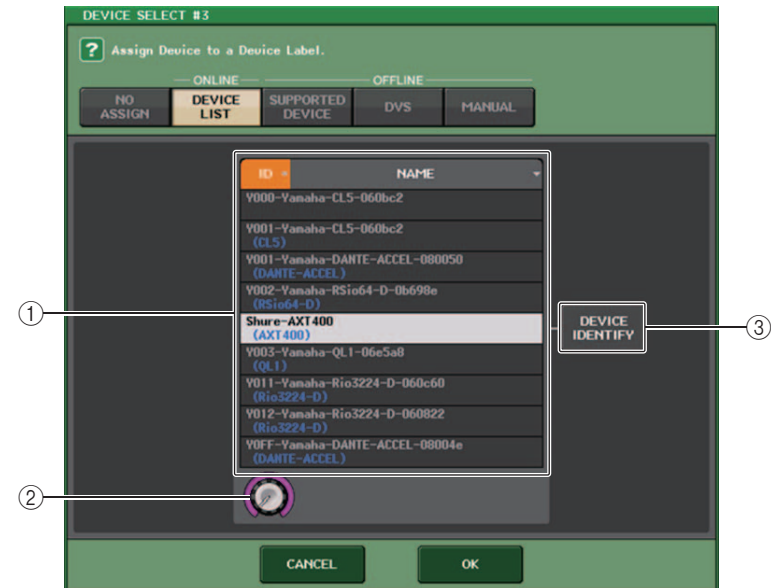 DEVICE SELECT #3
? Assign Device to a Device Label.
ONLINE OFFLINE
NO ASSIGN
DEVICE LIST
SUPPORTED DEVICE
DVS
MANUAL
ID NAME
Y000-Yamaha-CL5-060bc2
Y001-Yamaha-CL5-060bc2
(CL5)
Y001-Yamaha-DANTE-ACCEL-080050
(DANTE-ACCEL)
Y002-Yamaha-RSio64-D-0b698e
(RSio64-D)
Shure-AXT400
(AXT400)
Y003-Yamaha-QL1-06e5a8
(QL1)
Y011-Yamaha-Rio3224-D-060c60
(Rio3224-D)
Y012-Yamaha-Rio3224-D-060822
(Rio3224-D)
Y0FF-Yamaha-DANTE-ACCEL-08004e
(DANTE-ACCEL)
①
DEVICE
IDENTIFY
③
②
CANCEL OK